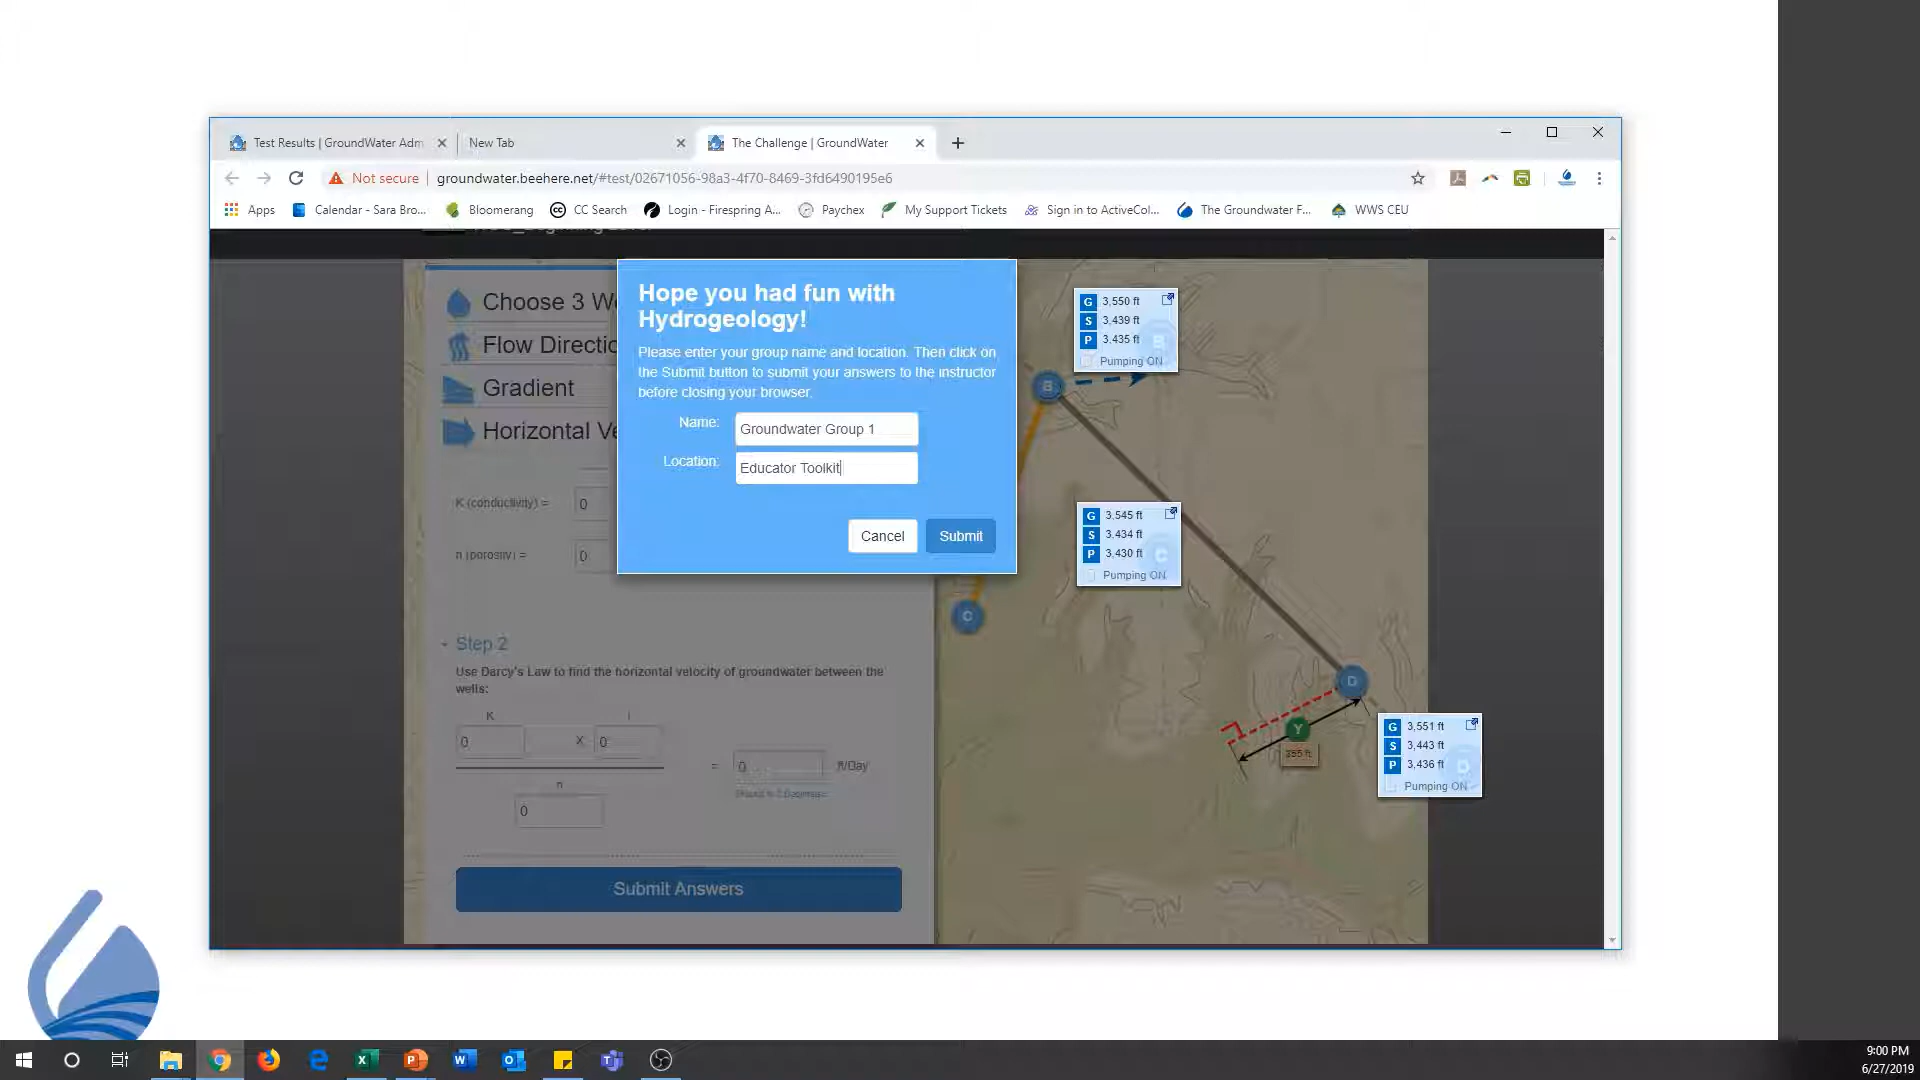 Test Results | GroundWater Adm
New Tab
The Challenge | GroundWater
Not secure
groundwater.beehere.net/#test/02671056-98a3-4f70-8469-3fd6490195e6
Apps
Calendar - Sara Bro...
Bloomerang
CC Search
Login - Firespring A...
Paychex
My Support Tickets
Sign in to ActiveCol...
The Groundwater F...
WWS CEU
Choose 3 We
Flow Directio
Gradient
Horizontal Ve
K (conductivity) =
0
n (porosity) =
0
Hope you had fun with
Hydrogeology!
Please enter your group name and location. Then click on
the Submit button to submit your answers to the instructor
before closing your browser.
Name:
Groundwater Group 1
Location:
Educator Toolkit
Cancel
Submit
Step 2
Use Darcy's Law to find the horizontal velocity of groundwater between the
wells:
K
i
0
X
0
n
0
=
0
ft/Day
Submit Answers
G 3,550 ft
S 3,439 ft
P 3,435 ft
Pumping ON
B
G 3,545 ft
S 3,434 ft
P 3,430 ft
Pumping ON
C
D
Y
G 3,551 ft
S 3,443 ft
P 3,436 ft
Pumping ON
9:00 PM
6/27/2019